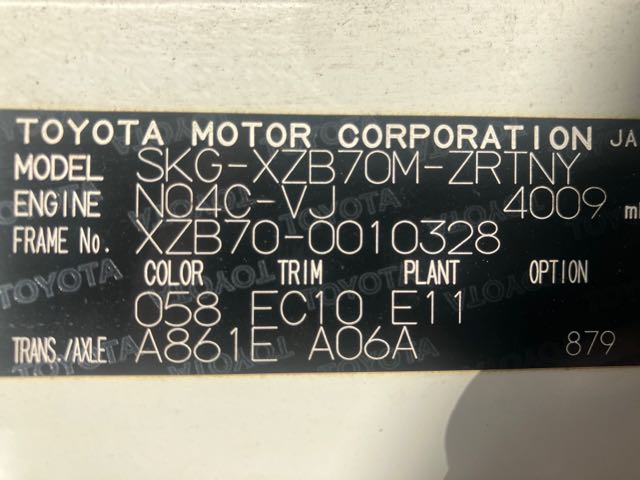 TOYOTA MOTOR CORPORATION JA
MODEL SKG-XZB70M-ZRTNY
ENGINE N04C-VJ 4009 m
FRAME No. XZB70-0010328
COLOR TRIM PLANT OPTION
058 EC10 E11
TRANS./AXLE A861E A06A 879